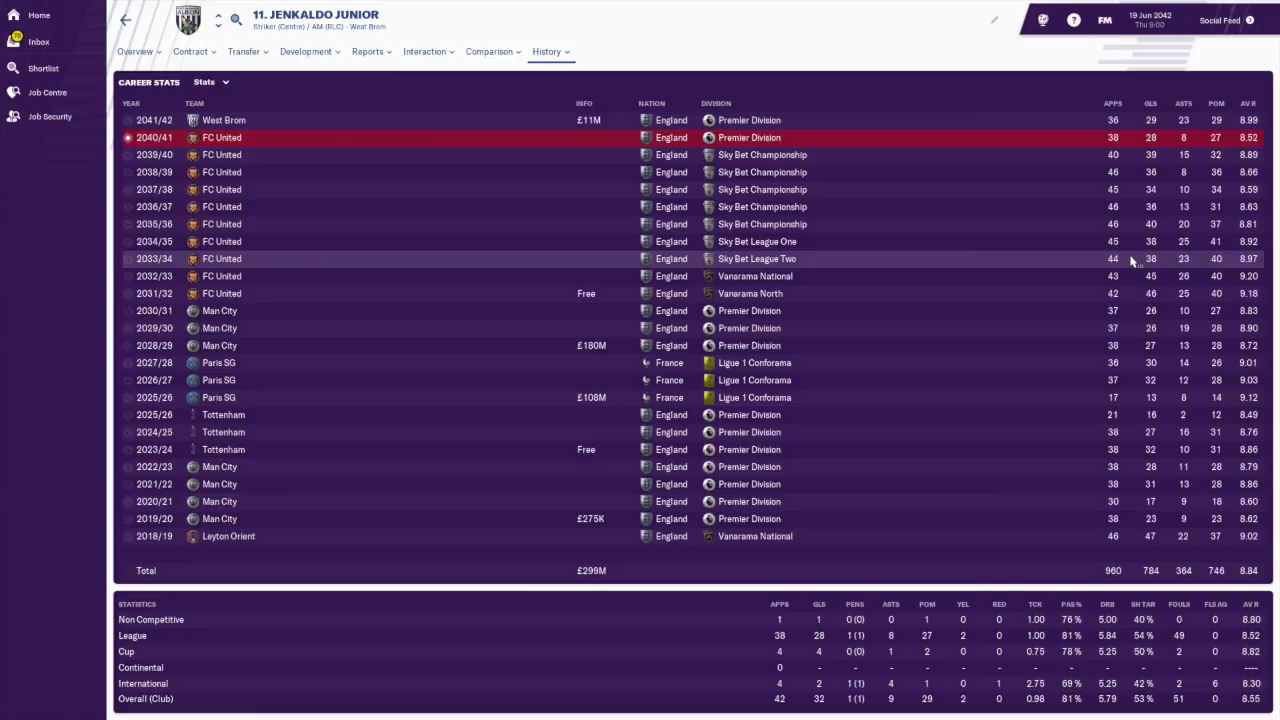 Home
11. JENKALDO JUNIOR
Striker (Centre) / AM (RLC) - West Brom
19 Jun 2042
Thu 9:00
FM
Social Feed
76
Inbox
Shortlist
Job Centre
Job Security
Overview Contract Transfer Development Reports Interaction Comparison History
CAREER STATS Stats
YEAR TEAM INFO NATION DIVISION APPS GLS ASTS POM AV R
2041/42 West Brom £11M England Premier Division 36 29 23 29 8.99
2040/41 FC United England Premier Division 38 28 8 27 8.52
2039/40 FC United England Sky Bet Championship 40 39 15 32 8.89
2038/39 FC United England Sky Bet Championship 46 36 8 36 8.66
2037/38 FC United England Sky Bet Championship 45 34 10 34 8.59
2036/37 FC United England Sky Bet Championship 46 36 13 31 8.63
2035/36 FC United England Sky Bet Championship 46 40 20 37 8.81
2034/35 FC United England Sky Bet League One 45 38 25 41 8.92
2033/34 FC United England Sky Bet League Two 44 38 23 40 8.97
2032/33 FC United England Vanarama National 43 45 26 40 9.20
2031/32 FC United Free England Vanarama North 42 46 25 40 9.18
2030/31 Man City England Premier Division 37 26 10 27 8.83
2029/30 Man City England Premier Division 37 26 19 28 8.90
2028/29 Man City £180M England Premier Division 38 27 13 28 8.72
2027/28 Paris SG France Ligue 1 Conforama 36 30 14 26 9.01
2026/27 Paris SG France Ligue 1 Conforama 37 32 12 28 9.03
2025/26 Paris SG £108M France Ligue 1 Conforama 17 13 8 14 9.12
2025/26 Tottenham England Premier Division 21 16 2 12 8.49
2024/25 Tottenham England Premier Division 38 27 16 31 8.76
2023/24 Tottenham Free England Premier Division 38 32 10 31 8.86
2022/23 Man City England Premier Division 38 28 11 28 8.79
2021/22 Man City England Premier Division 38 31 13 28 8.86
2020/21 Man City England Premier Division 30 17 9 18 8.60
2019/20 Man City £275K England Premier Division 38 23 9 23 8.62
2018/19 Leyton Orient England Vanarama National 46 47 22 37 9.02
Total £299M 960 784 364 746 8.84
STATISTICS APPS GLS PENS ASTS POM YEL RED TCK PAS % DRB SH TAR FOULS FLS AG AV R
Non Competitive 1 1 0 (0) 0 1 0 0 1.00 76 % 5.00 40 % 0 0 8.80
League 38 28 1 (1) 8 27 2 0 1.00 81 % 5.84 54 % 49 0 8.52
Cup 4 4 0 (0) 1 2 0 0 0.75 78 % 5.25 50 % 2 0 8.82
Continental 0 - - - - - - - - - - - - ----
International 4 2 1 (1) 4 1 0 1 2.75 69 % 5.25 42 % 2 6 8.30
Overall (Club) 42 32 1 (1) 9 29 2 0 0.98 81 % 5.79 53 % 51 0 8.55